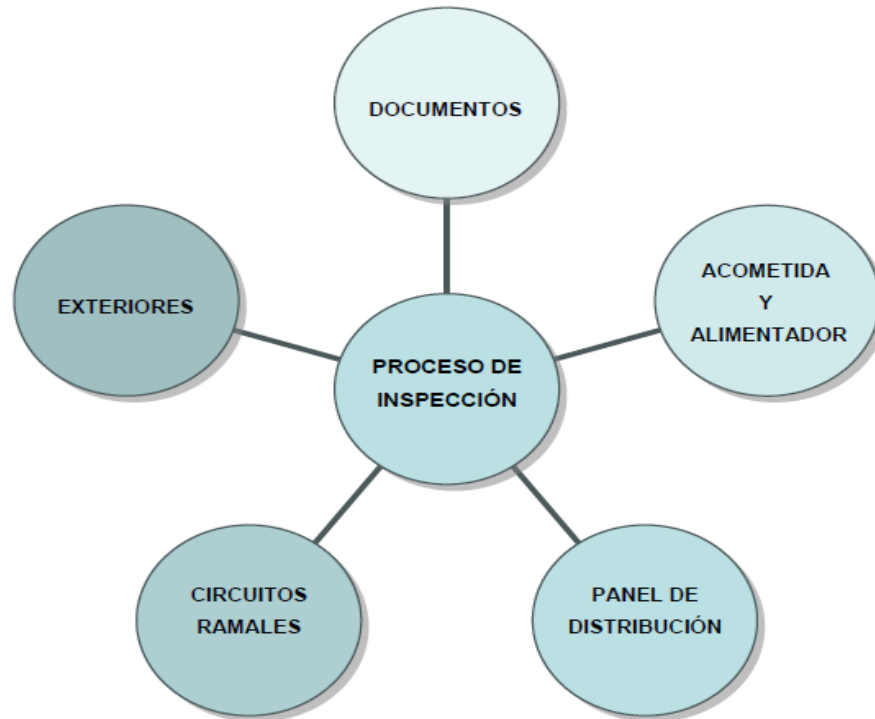 DOCUMENTOS
ACOMETIDA
Y
ALIMENTADOR
EXTERIORES
PROCESO DE
INSPECCIÓN
CIRCUITOS
RAMALES
PANEL DE
DISTRIBUCIÓN